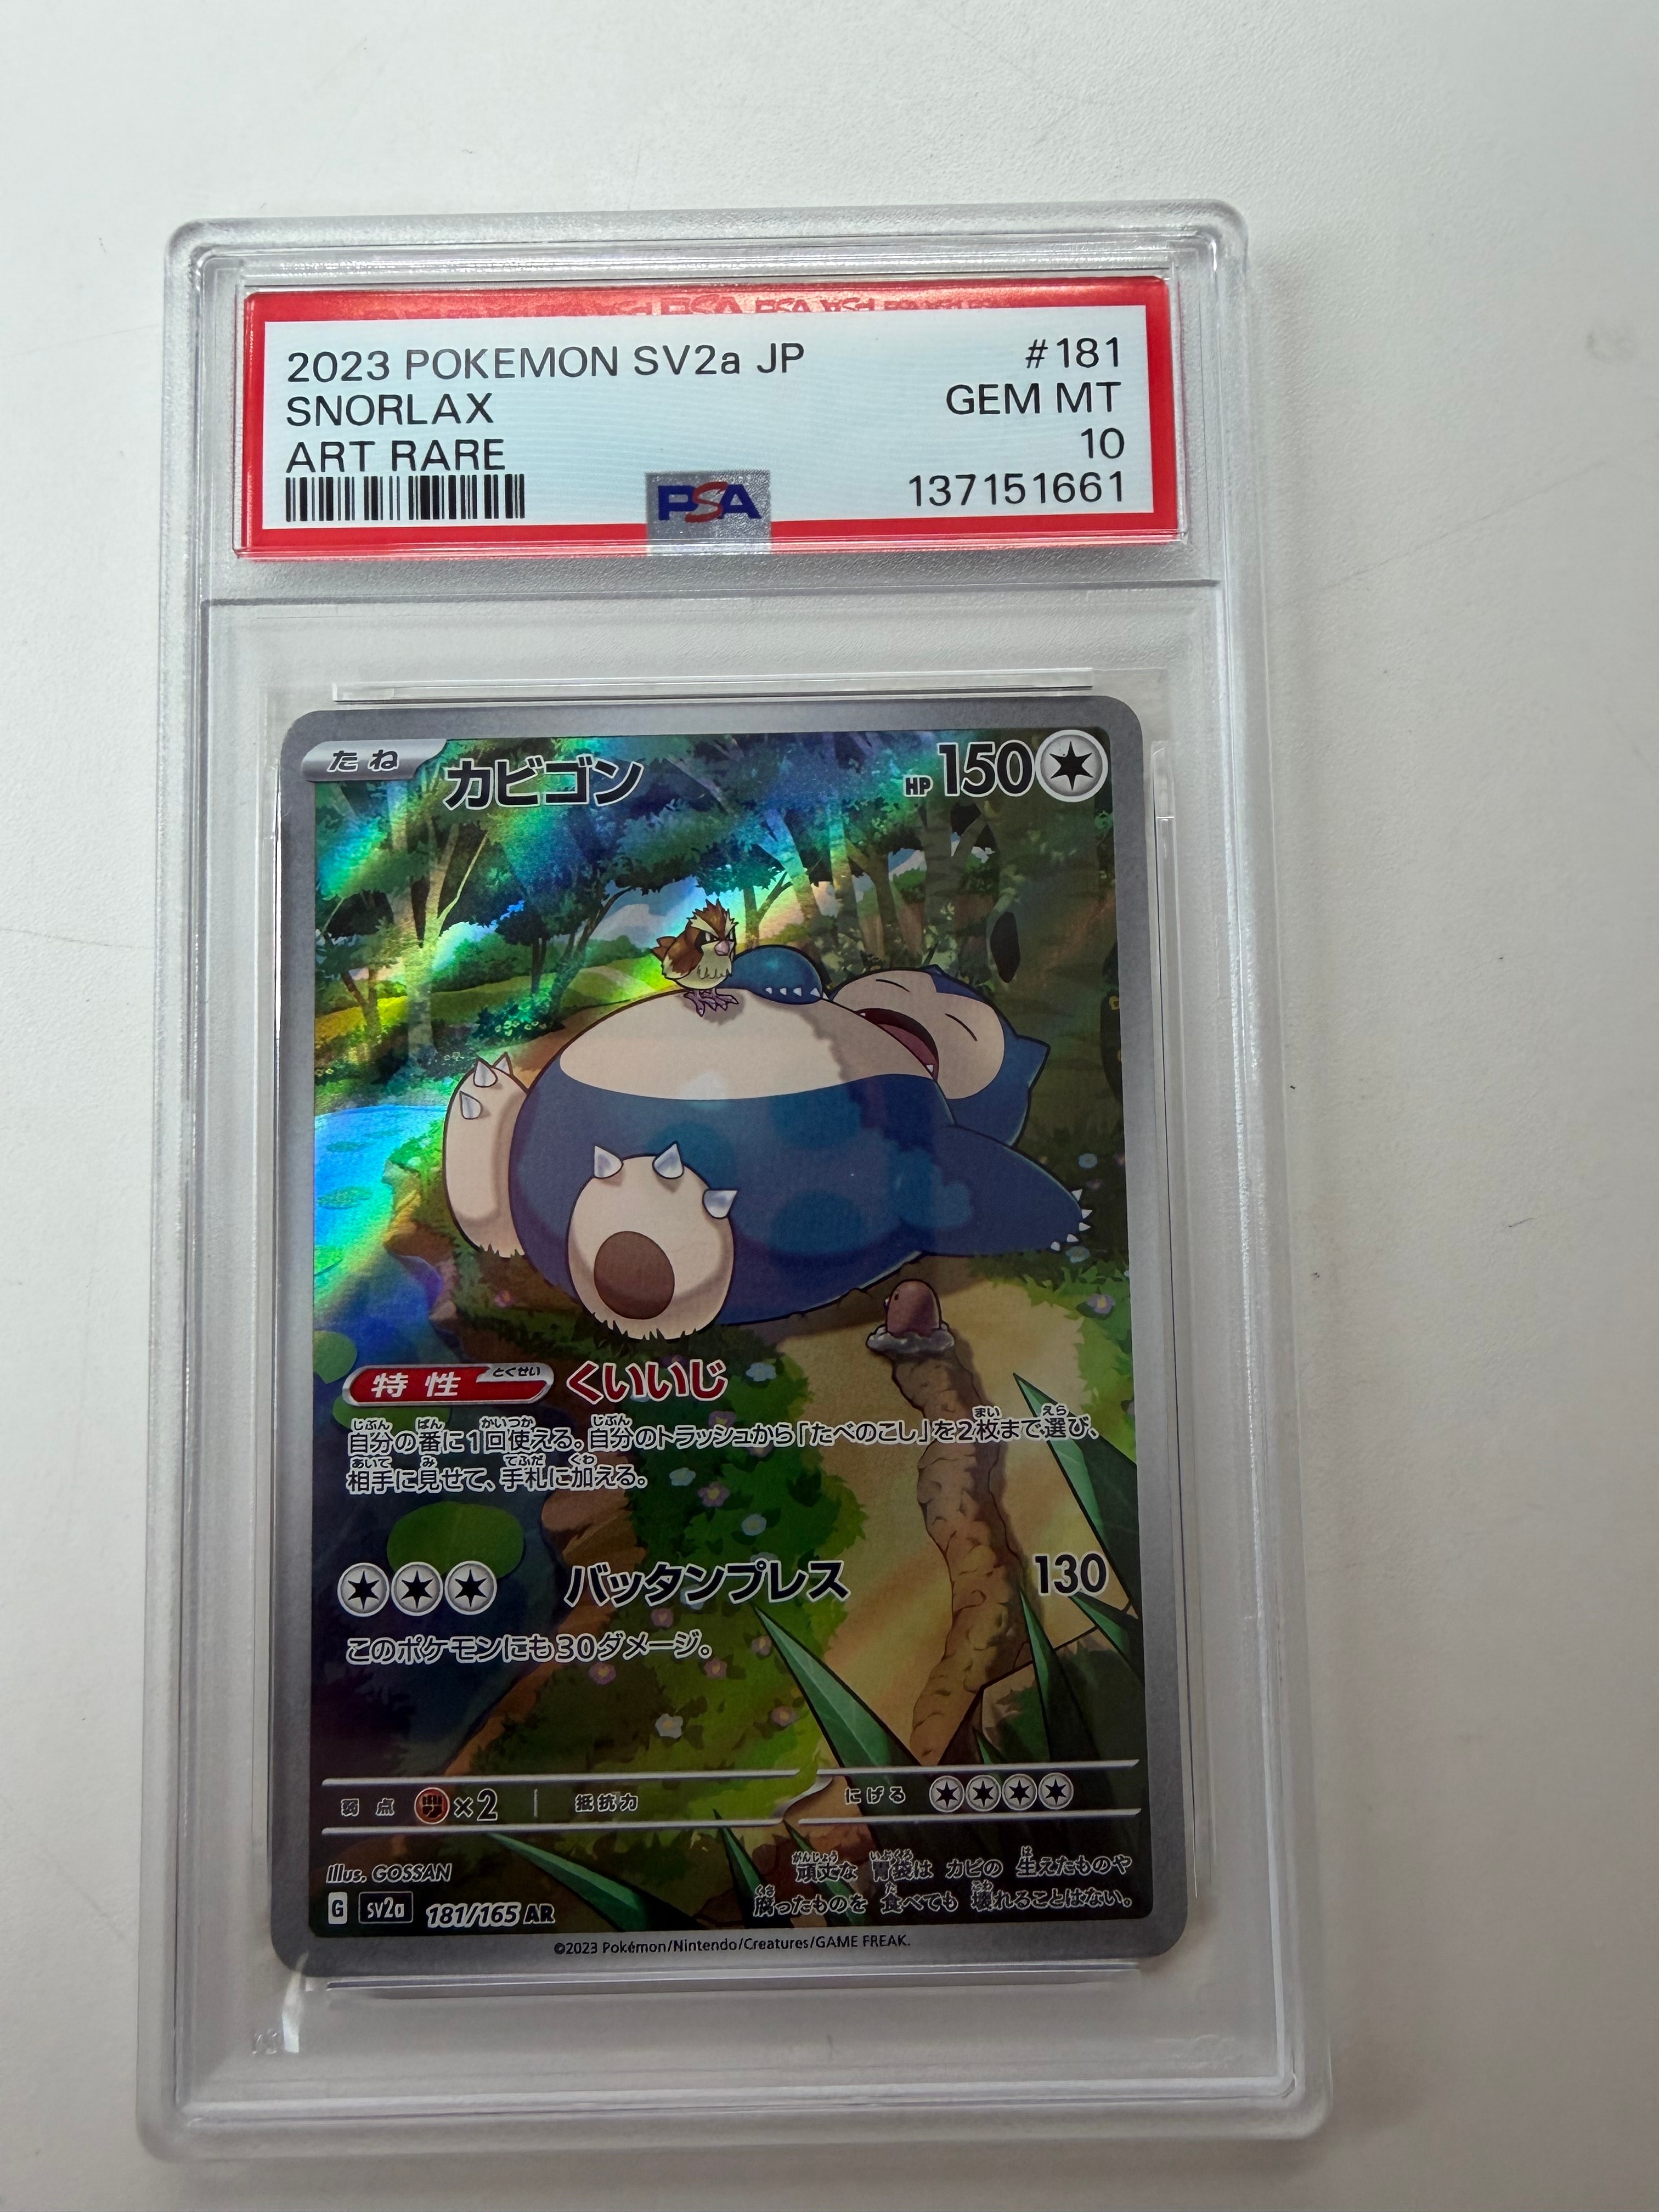 2023 POKEMON SV2a JP #181
SNORLAX GEM MT
ART RARE 10
PSA 137151661
たね カビゴン HP 150
特性 とくせい くいいじ
自分の番に1回使える。自分のトラッシュから「たべのこし」を2枚まで選び、
相手に見せて、手札に加える。
バッタンプレス 130
このポケモンにも30ダメージ。
弱点 ×2 抵抗力 にげる
Illus. GOSSAN
頑丈な 胃袋は カビの 生えたものや
腐ったものを 食べても 壊れることはない。
G sv2a 181/165 AR
©2023 Pokémon/Nintendo/Creatures/GAME FREAK.